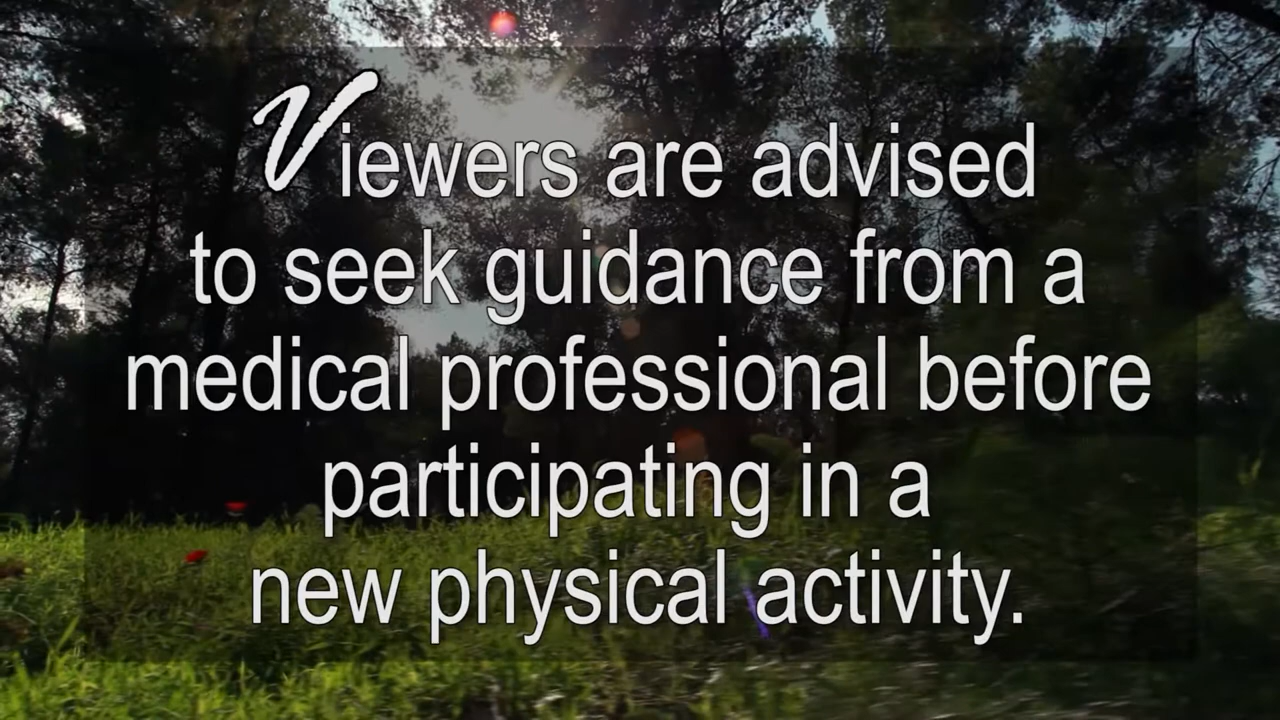 Viewers are advised
to seek guidance from a
medical professional before
participating in a
new physical activity.